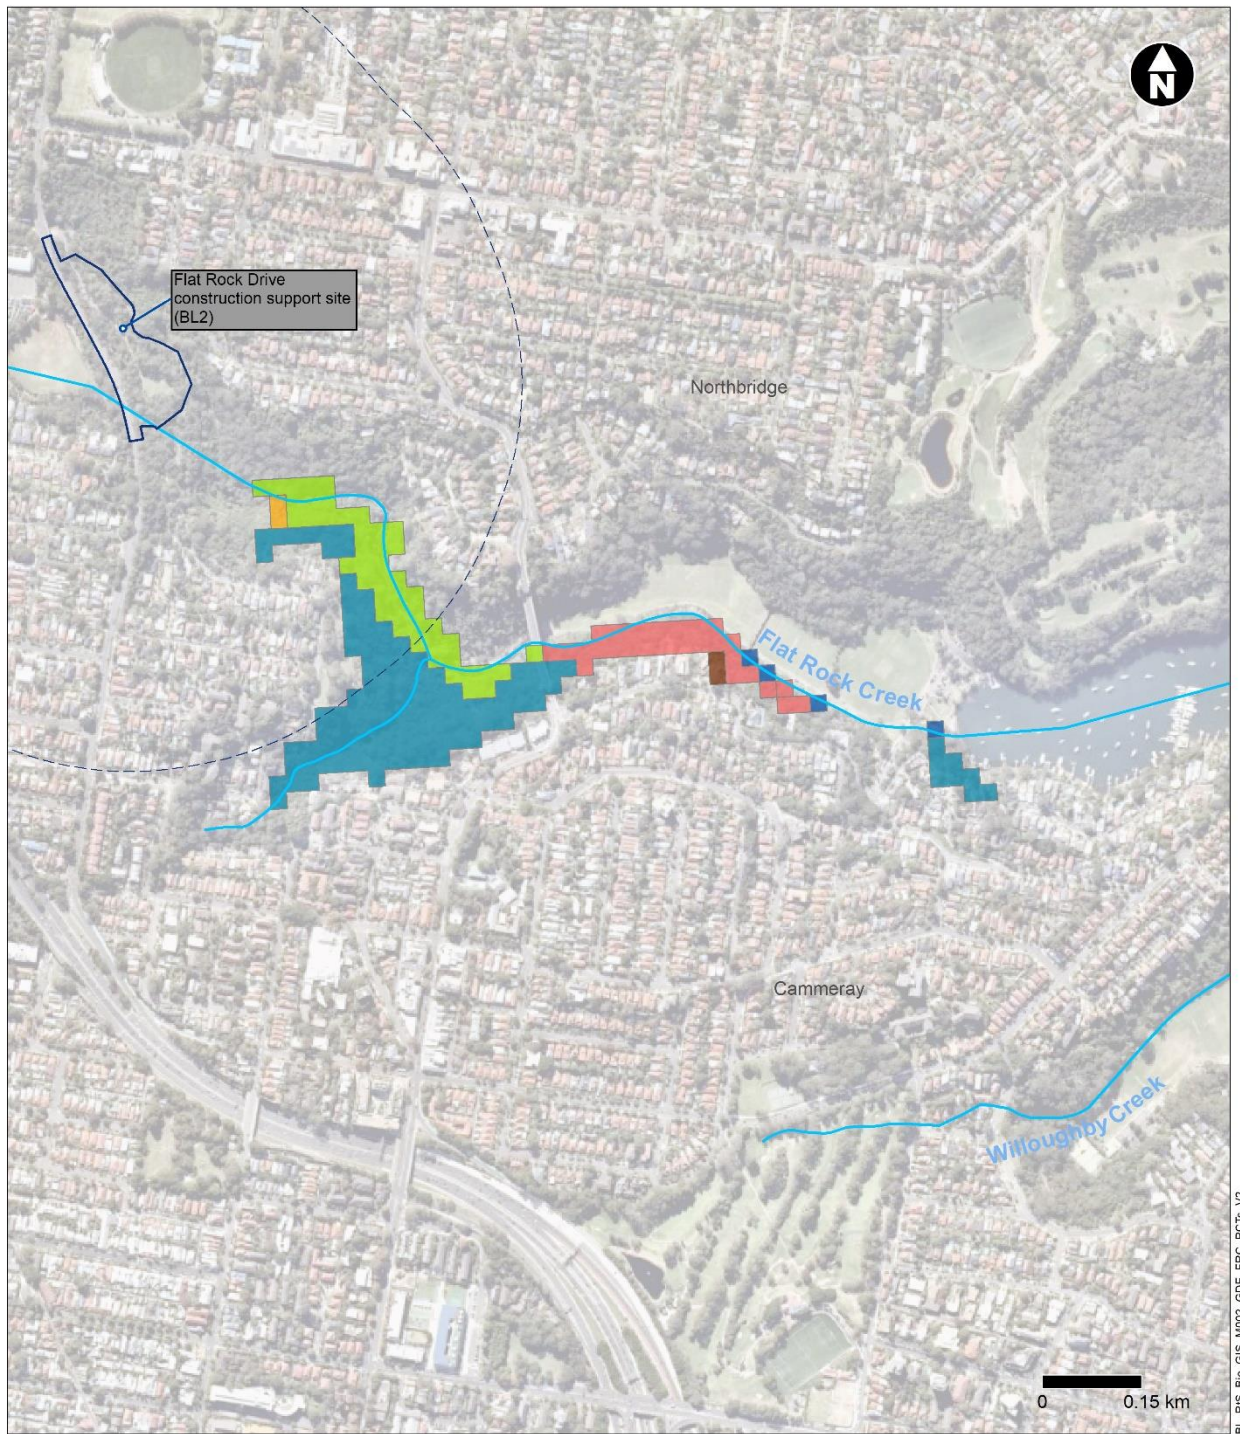 N
Flat Rock Drive
construction support site
(BL2)
Northbridge
Flat Rock Creek
Cammeray
Willoughby Creek
0 0.15 km